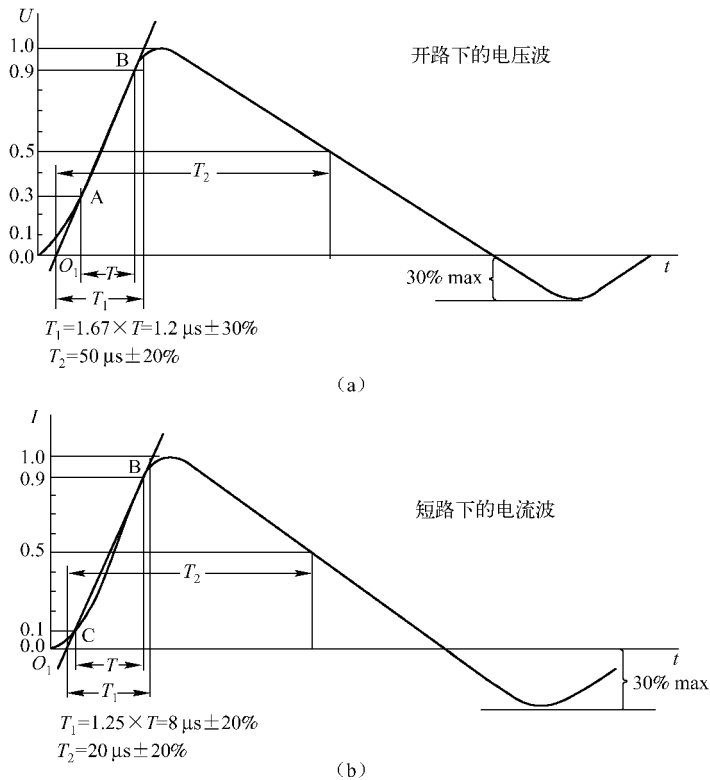 U
1.0
B
0.9
开路下的电压波
0.5
T₂
0.3
A
0.1
0.0
O₁
T
T₁
30% max
t
T₁=1.67×T=1.2 μs±30%
T₂=50 μs±20%
（a）
I
1.0
B
0.9
短路下的电流波
0.5
T₂
0.1
C
0.0
O₁
T
T₁
t
30% max
T₁=1.25×T=8 μs±20%
T₂=20 μs±20%
（b）